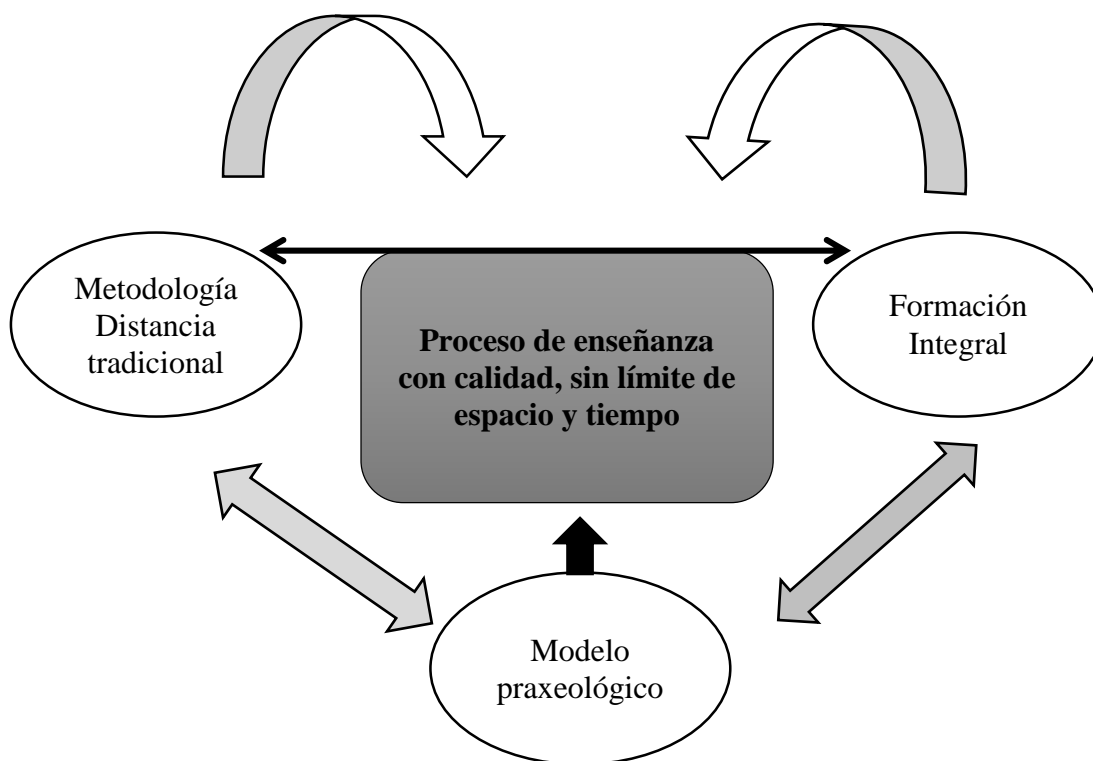 Metodología
Distancia
tradicional
Proceso de enseñanza
con calidad, sin límite de
espacio y tiempo
Formación
Integral
Modelo
praxeológico